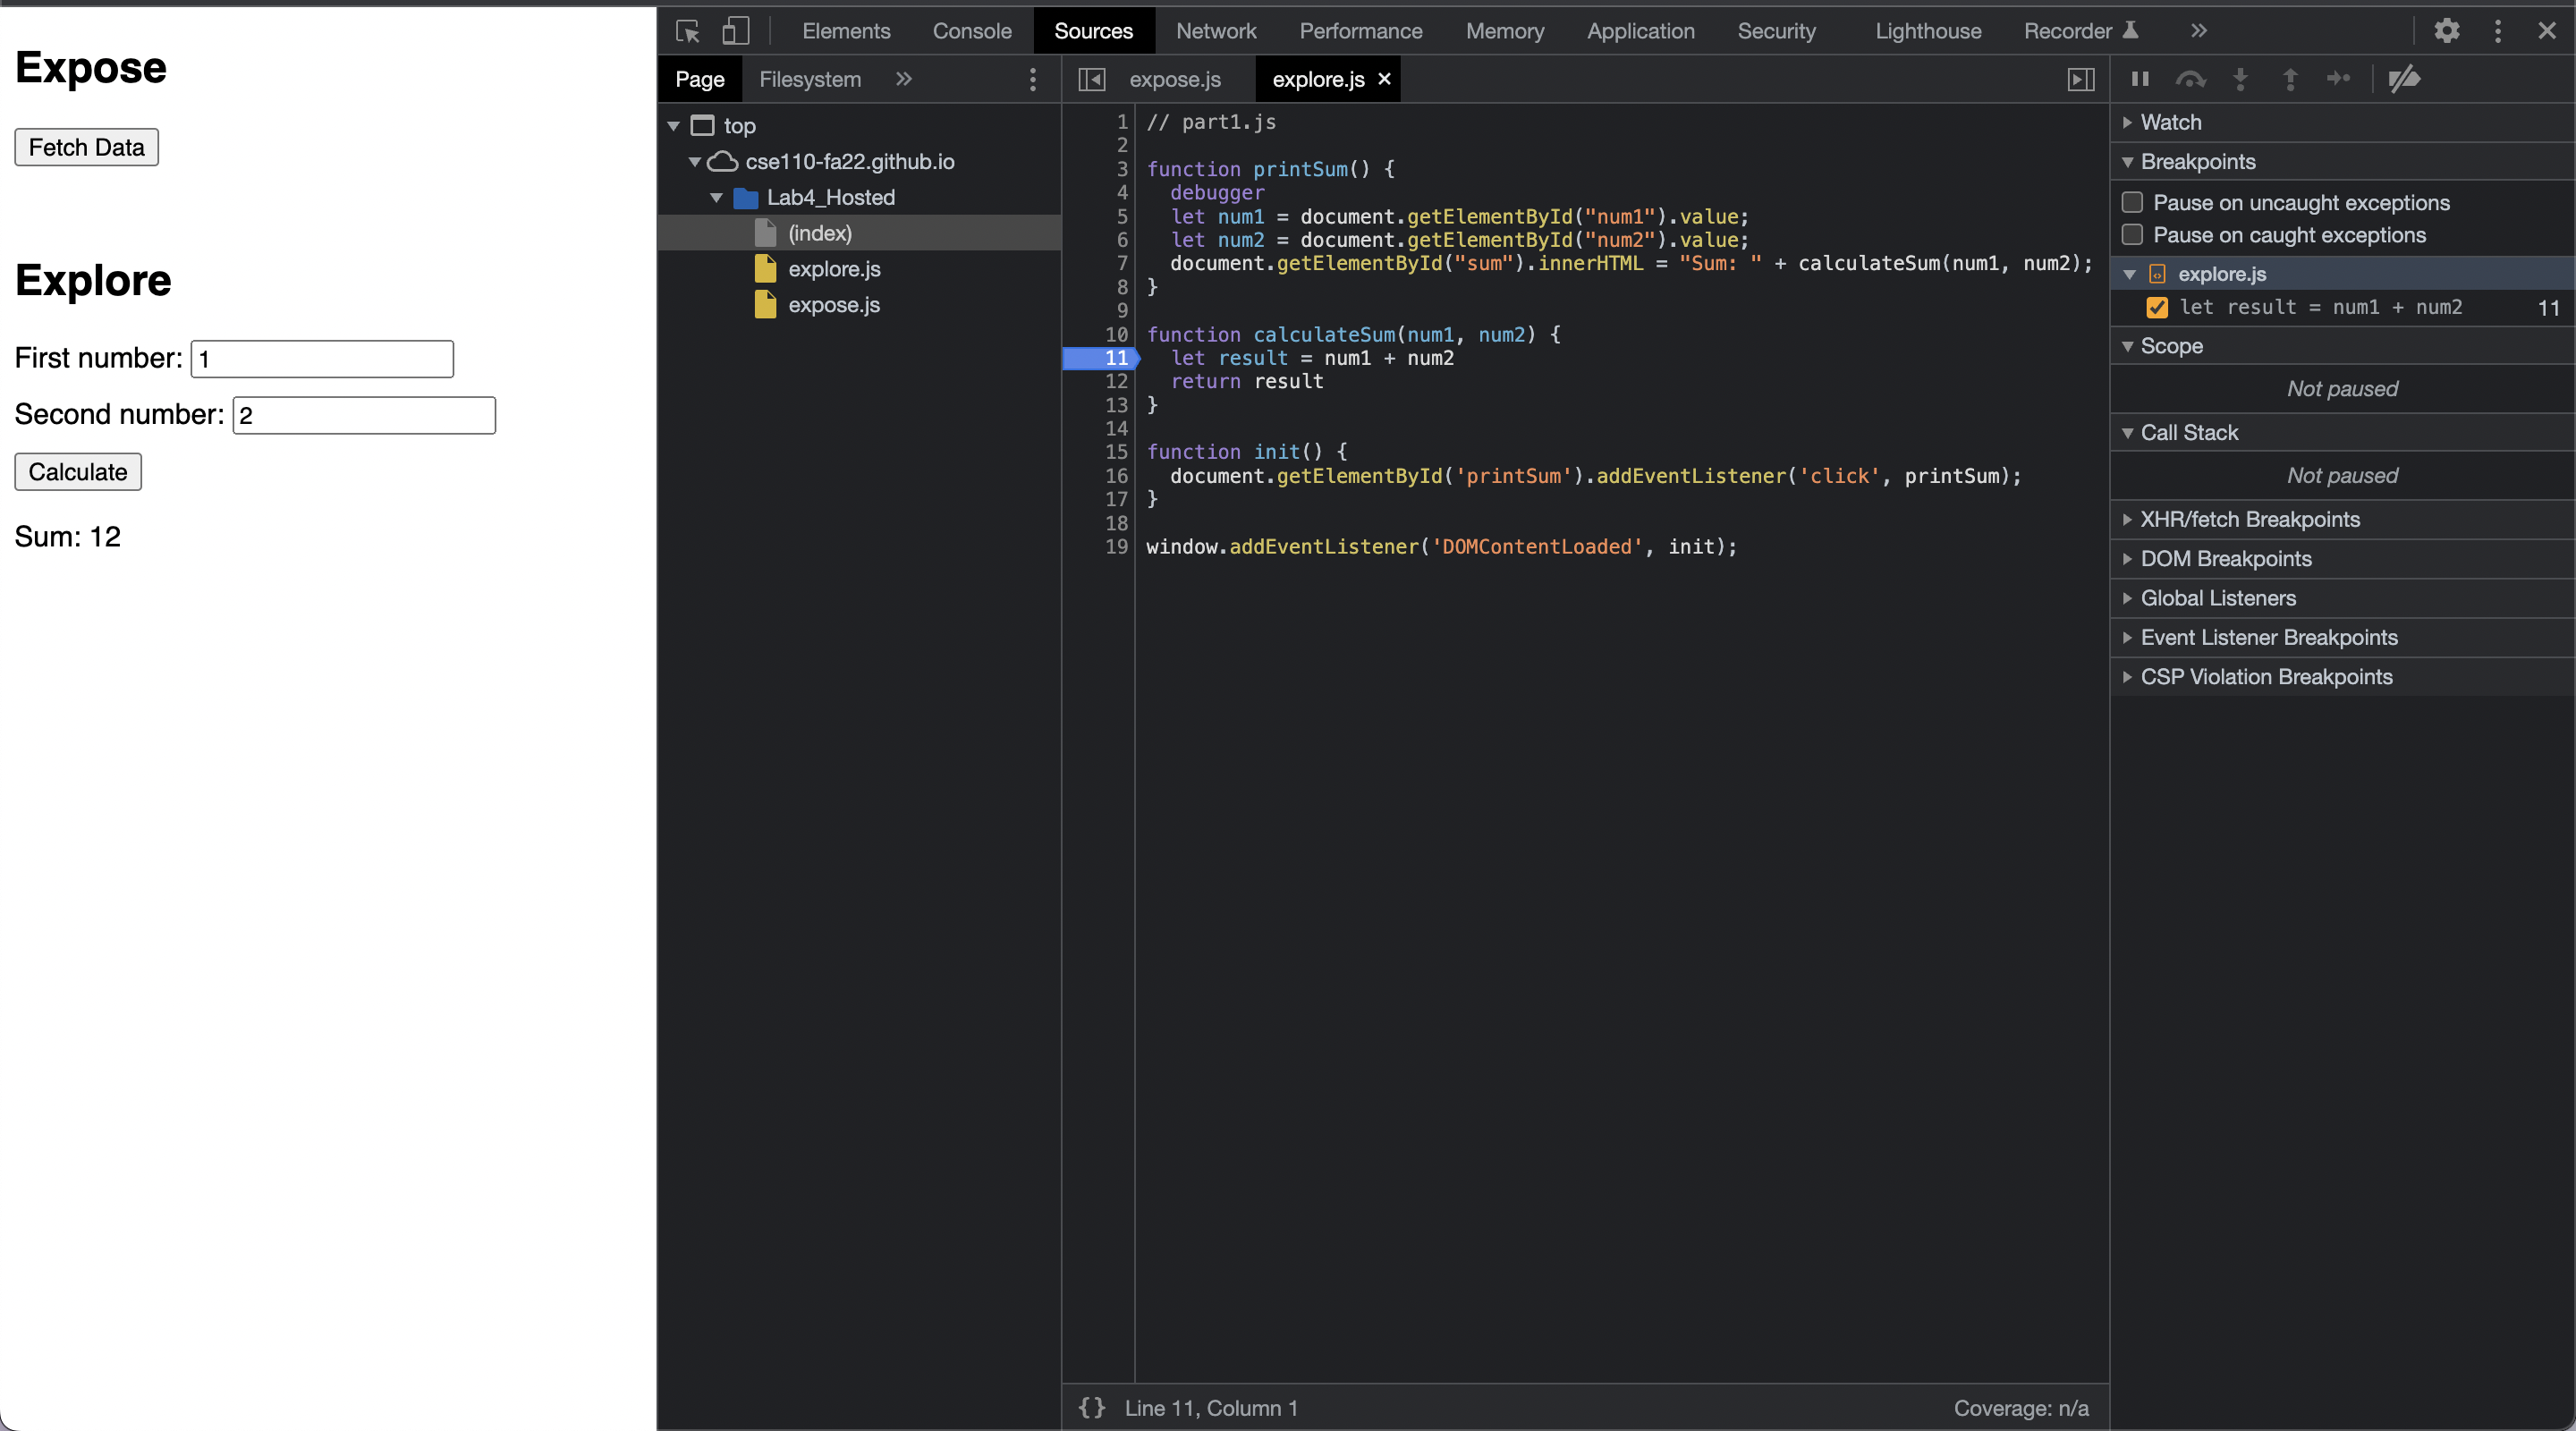 Expose
Fetch Data
Explore
First number: 1
Second number: 2
Calculate
Sum: 12
Elements Console Sources Network Performance Memory Application Security Lighthouse Recorder
Page Filesystem
top
cse110-fa22.github.io
Lab4_Hosted
(index)
explore.js
expose.js
expose.js explore.js
1 // part1.js
2
3 function printSum() {
4 debugger
5 let num1 = document.getElementById("num1").value;
6 let num2 = document.getElementById("num2").value;
7 document.getElementById("sum").innerHTML = "Sum: " + calculateSum(num1, num2);
8 }
9
10 function calculateSum(num1, num2) {
11 let result = num1 + num2
12 return result
13 }
14
15 function init() {
16 document.getElementById('printSum').addEventListener('click', printSum);
17 }
18
19 window.addEventListener('DOMContentLoaded', init);
{} Line 11, Column 1 Coverage: n/a
Watch
Breakpoints
Pause on uncaught exceptions
Pause on caught exceptions
explore.js
let result = num1 + num2 11
Scope
Not paused
Call Stack
Not paused
XHR/fetch Breakpoints
DOM Breakpoints
Global Listeners
Event Listener Breakpoints
CSP Violation Breakpoints